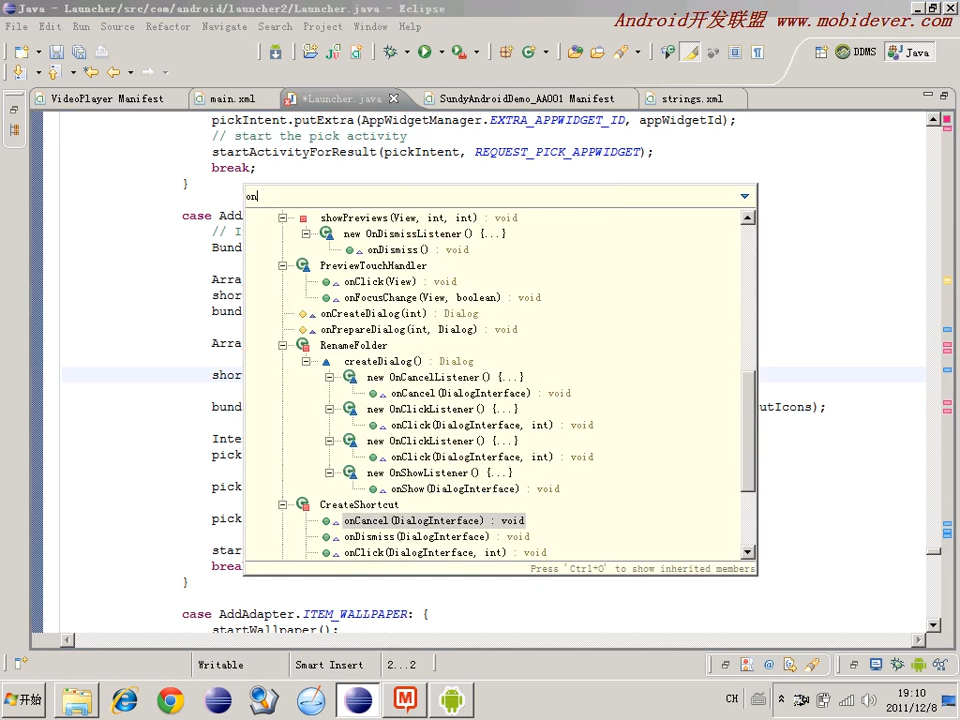 Java - Launcher/src/com/android/launcher2/Launcher.java - Eclipse
File Edit Run Source Refactor Navigate Search Project Window Help
Android开发联盟 www.mobidever.com
DDMS
Java
VideoPlayer Manifest
main.xml
*Launcher.java
SundyAndroidDemo_AA001 Manifest
strings.xml
pickIntent.putExtra(AppWidgetManager.EXTRA_APPWIDGET_ID, appWidgetId);
// start the pick activity
startActivityForResult(pickIntent, REQUEST_PICK_APPWIDGET);
break;
}
on
case Add
// I
Bund
Arra
shor
bund
Arra
shor
bund
utIcons);
Inte
pick
pick
pick
star
brea
}
showPreviews(View, int, int) : void
new OnDismissListener() {...}
onDismiss() : void
PreviewTouchHandler
onClick(View) : void
onFocusChange(View, boolean) : void
onCreateDialog(int) : Dialog
onPrepareDialog(int, Dialog) : void
RenameFolder
createDialog() : Dialog
new OnCancelListener() {...}
onCancel(DialogInterface) : void
new OnClickListener() {...}
onClick(DialogInterface, int) : void
new OnClickListener() {...}
onClick(DialogInterface, int) : void
new OnShowListener() {...}
onShow(DialogInterface) : void
CreateShortcut
onCancel(DialogInterface) : void
onDismiss(DialogInterface) : void
onClick(DialogInterface, int) : void
Press 'Ctrl+O' to show inherited members
case AddAdapter.ITEM_WALLPAPER: {
startWallpaper();
Writable
Smart Insert
2...2
开始
CH
19:10
2011/12/8